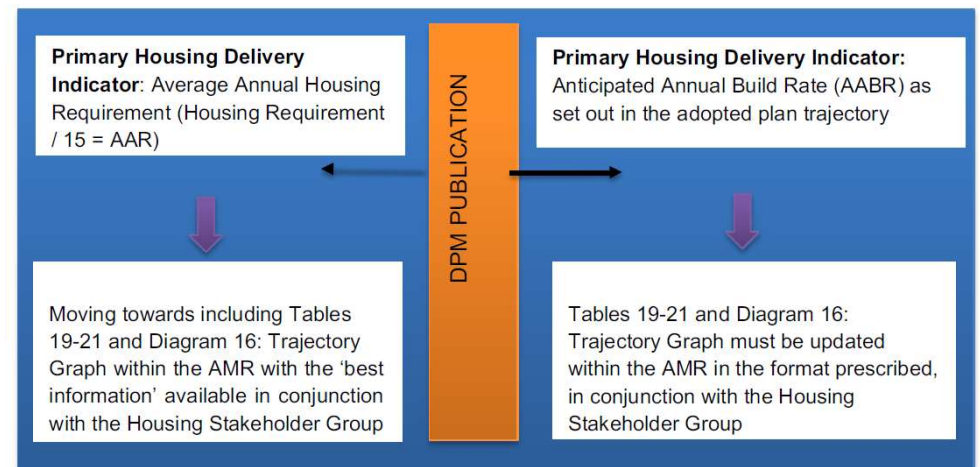 Primary Housing Delivery
Indicator: Average Annual Housing
Requirement (Housing Requirement
/ 15 = AAR)
Moving towards including Tables
19-21 and Diagram 16: Trajectory
Graph within the AMR with the ‘best
information’ available in conjunction
with the Housing Stakeholder Group
DPM PUBLICATION
Primary Housing Delivery Indicator:
Anticipated Annual Build Rate (AABR) as
set out in the adopted plan trajectory
Tables 19-21 and Diagram 16:
Trajectory Graph must be updated
within the AMR in the format prescribed,
in conjunction with the Housing
Stakeholder Group